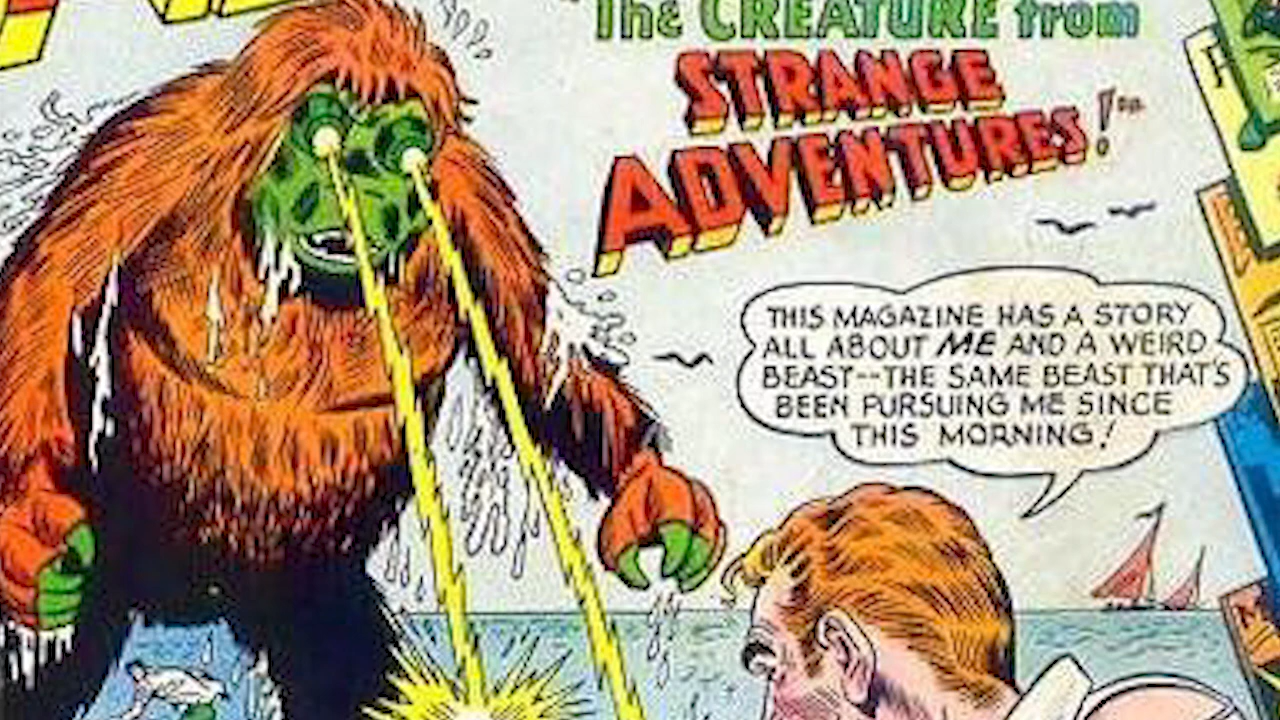 The CREATURE from
STRANGE
ADVENTURES!"
THIS MAGAZINE HAS A STORY
ALL ABOUT ME AND A WEIRD
BEAST--THE SAME BEAST THAT'S
BEEN PURSUING ME SINCE
THIS MORNING!